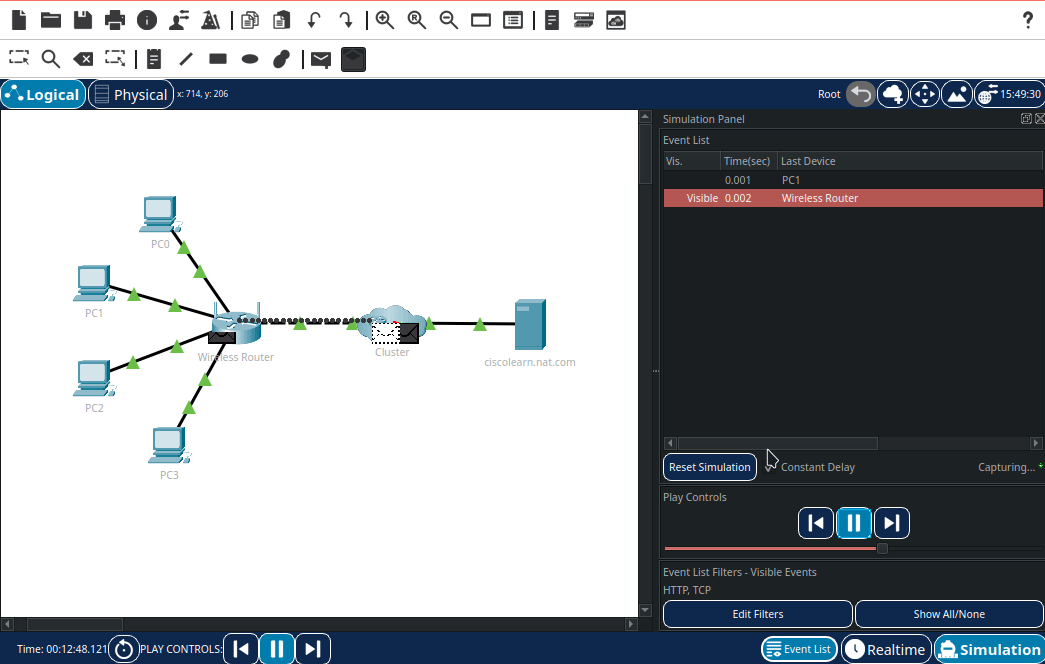 ?
Logical
Physical
x: 714, y: 206
Root
15:49:30
Simulation Panel
Event List
Vis.
Time(sec)
Last Device
0.001
PC1
Visible
0.002
Wireless Router
PC0
PC1
PC2
PC3
Wireless Router
Cluster
ciscolearn.nat.com
Reset Simulation
Constant Delay
Capturing...
Play Controls
Event List Filters - Visible Events
HTTP, TCP
Edit Filters
Show All/None
Time: 00:12:48.121
PLAY CONTROLS:
Event List
Realtime
Simulation